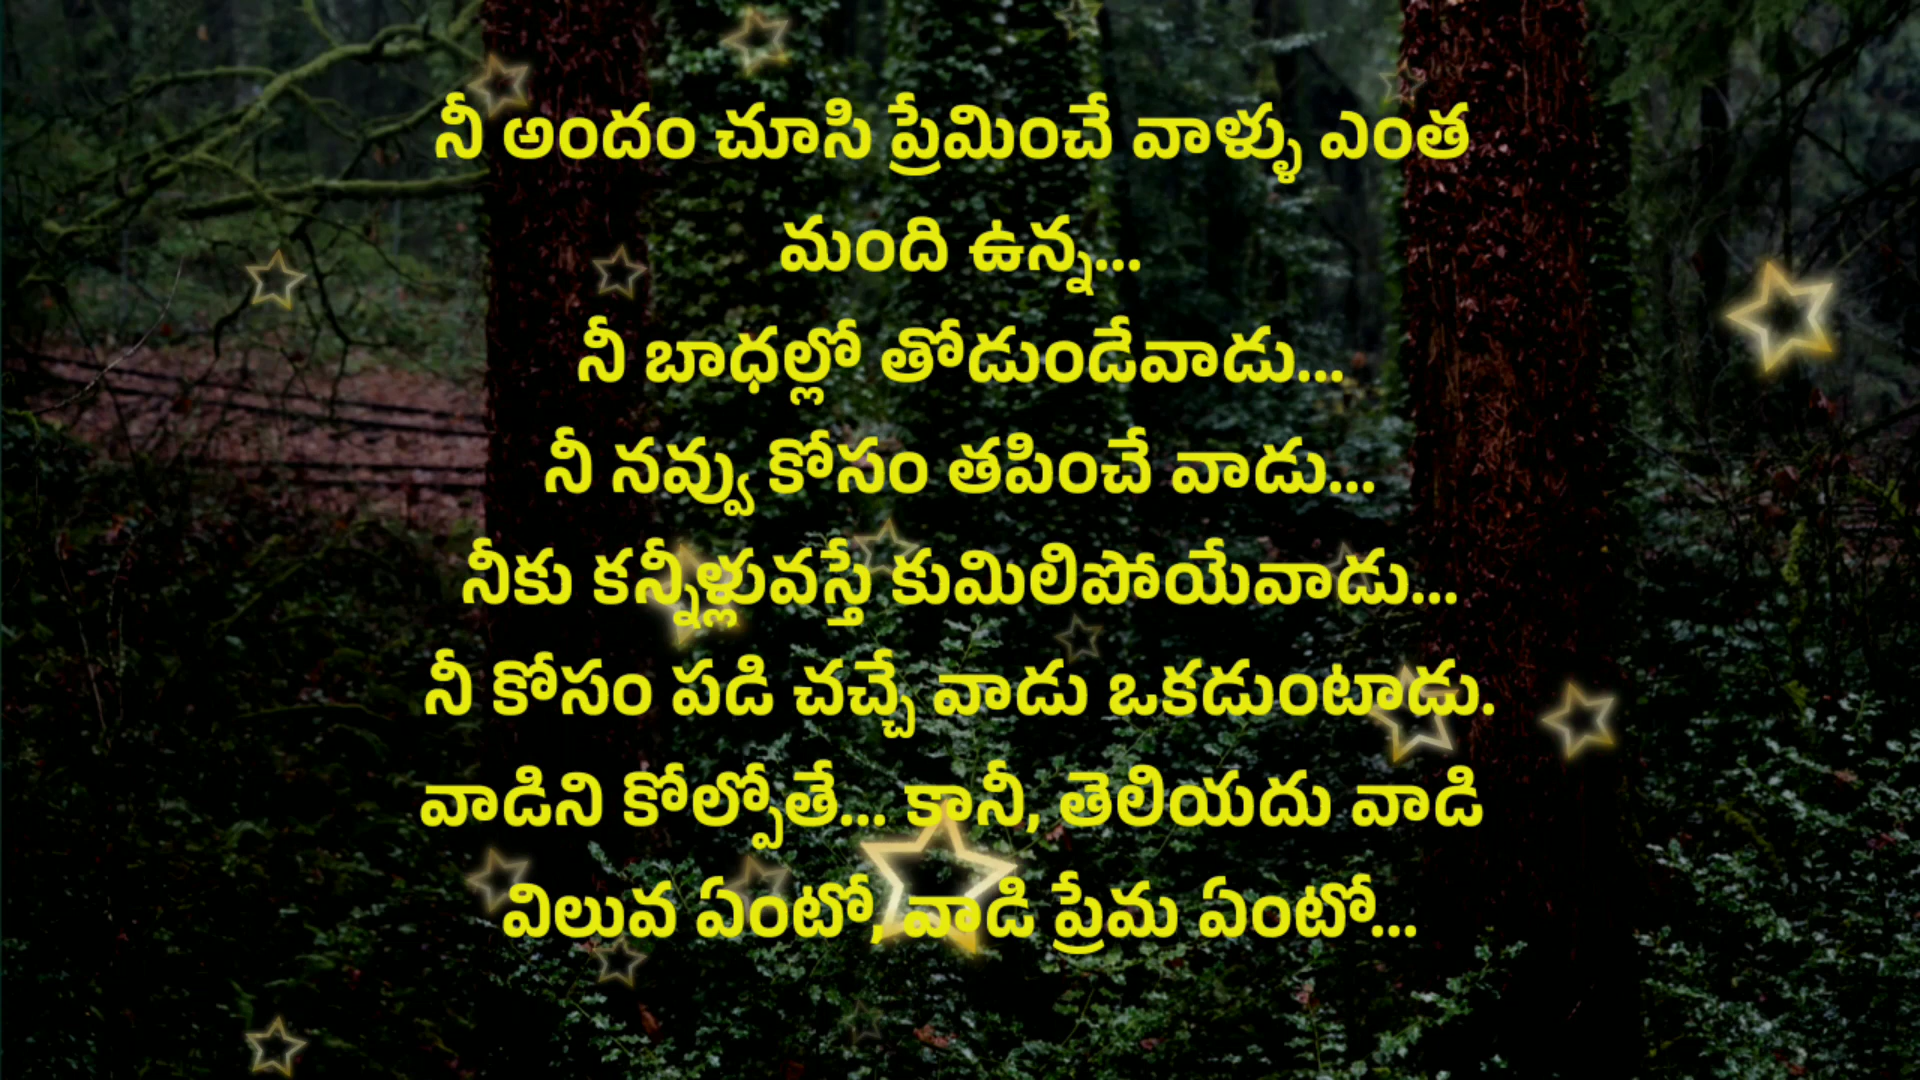 నీ అందం చూసి ప్రేమించే వాళ్ళు ఎంత
మంది ఉన్న...
నీ బాధల్లో తోడుండేవాడు...
నీ నవ్వు కోసం తపించే వాడు...
నీకు కన్నీళ్లువస్తే కుమిలిపోయేవాడు...
నీ కోసం పడి చచ్చే వాడు ఒకడుంటాడు.
వాడిని కోల్పోతే... కానీ, తెలియదు వాడి
విలువ ఏంటో, వాడి ప్రేమ ఏంటో...